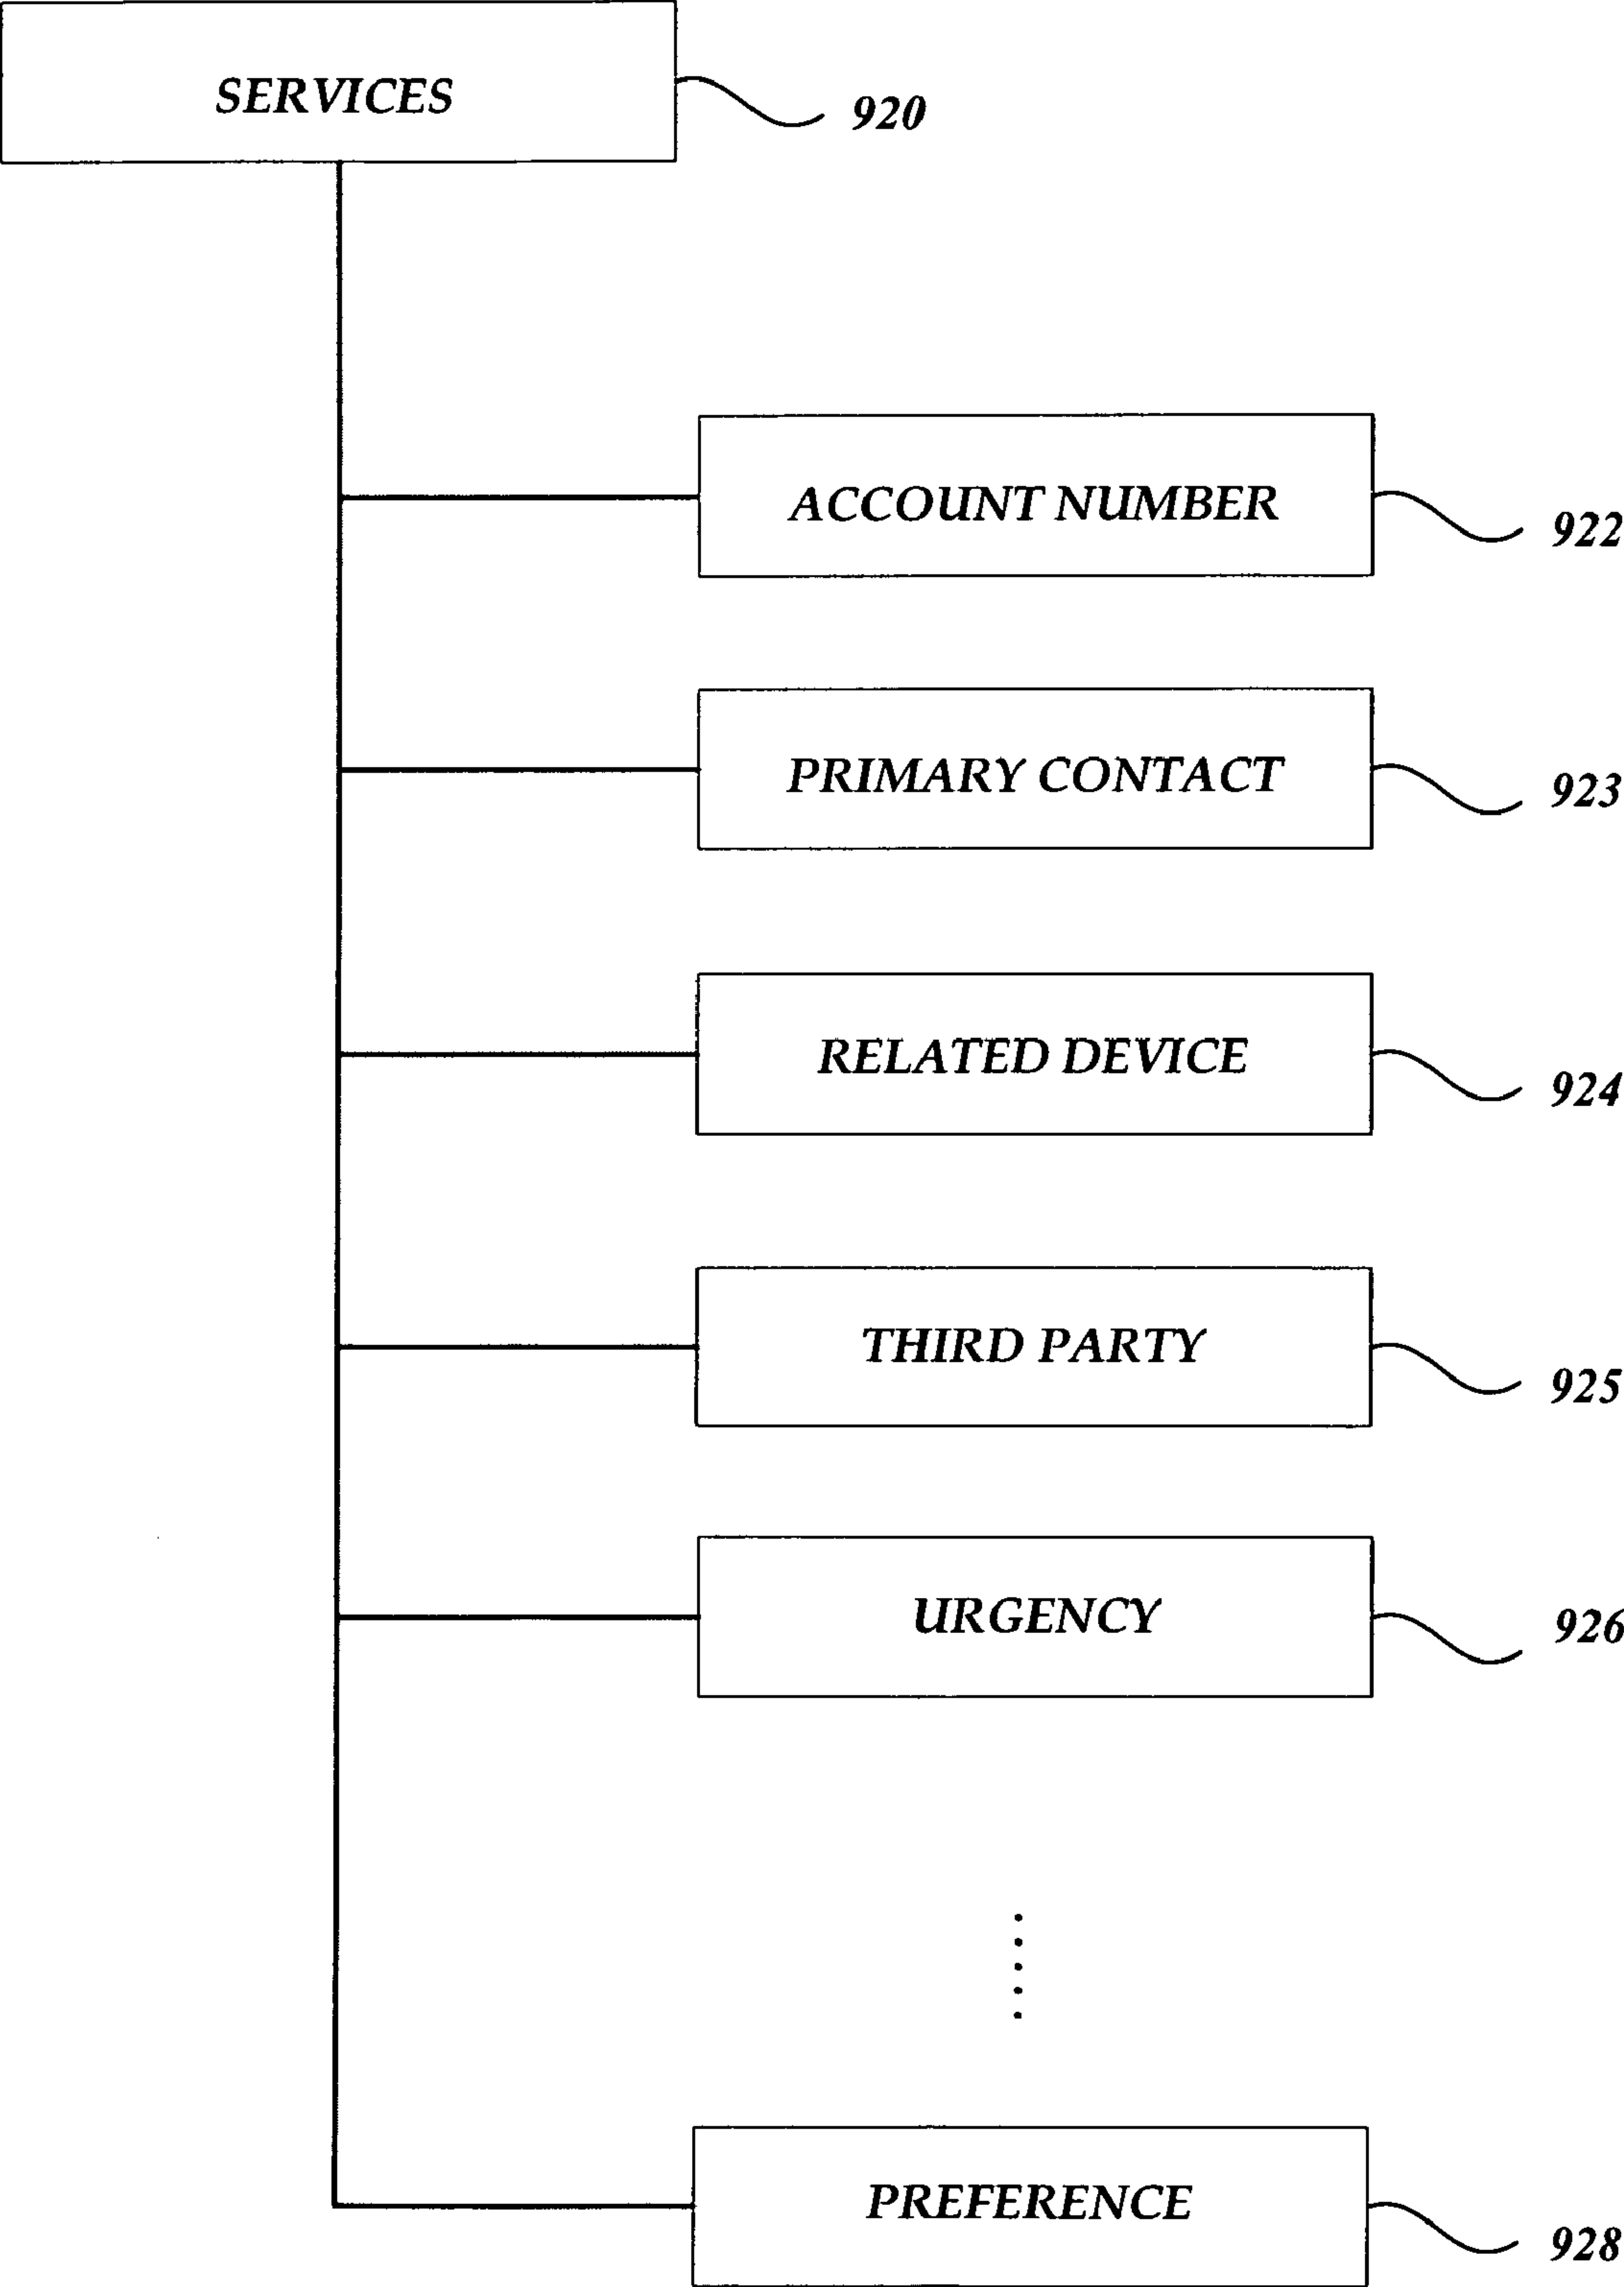 SERVICES
920
ACCOUNT NUMBER
922
PRIMARY CONTACT
923
RELATED DEVICE
924
THIRD PARTY
925
URGENCY
926
PREFERENCE
928